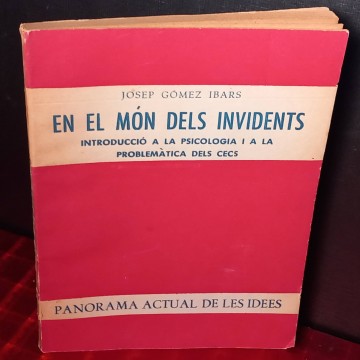 JOSEP GÓMEZ IBARS
EN EL MÓN DELS INVIDENTS
INTRODUCCIÓ A LA PSICOLOGIA I A LA
PROBLEMÀTICA DELS CECS
PANORAMA ACTUAL DE LES IDEES